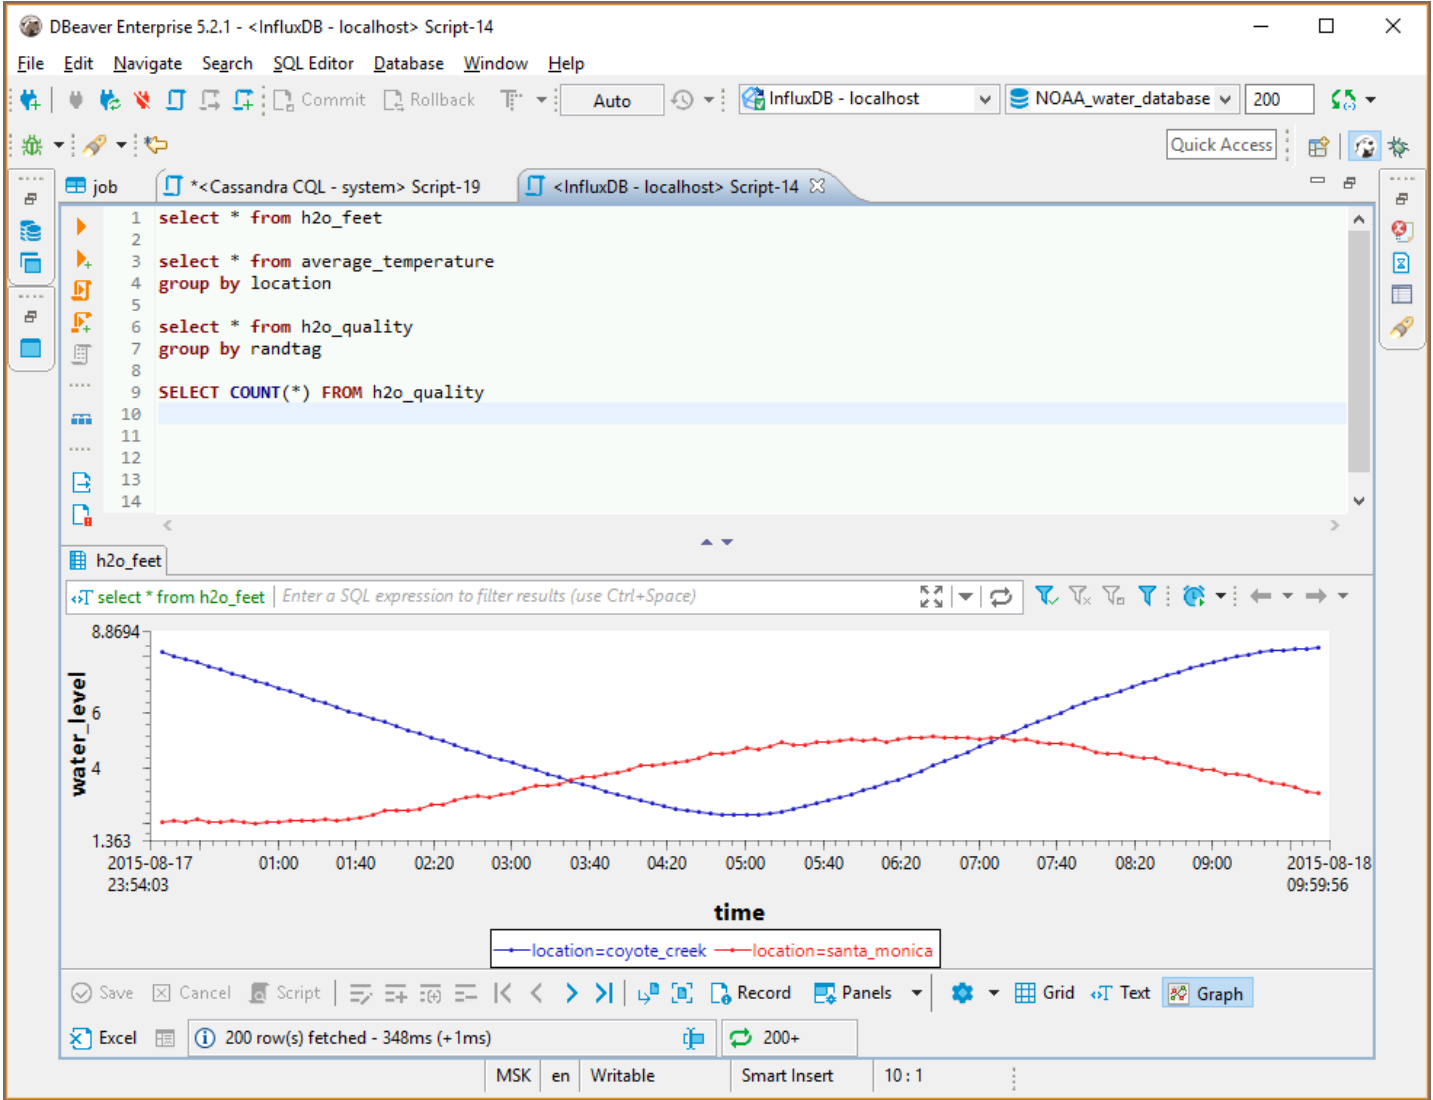 DBeaver Enterprise 5.2.1 - <InfluxDB - localhost> Script-14
File Edit Navigate Search SQL Editor Database Window Help
Commit Rollback Auto InfluxDB - localhost NOAA_water_database 200
Quick Access
job *<Cassandra CQL - system> Script-19 <InfluxDB - localhost> Script-14
1 select * from h2o_feet
2
3 select * from average_temperature
4 group by location
5
6 select * from h2o_quality
7 group by randtag
8
9 SELECT COUNT(*) FROM h2o_quality
10
11
12
13
14
h2o_feet
select * from h2o_feet Enter a SQL expression to filter results (use Ctrl+Space)
8.8694
6
4
1.363
water_level
2015-08-17 01:00 01:40 02:20 03:00 03:40 04:20 05:00 05:40 06:20 07:00 07:40 08:20 09:00 2015-08-18
23:54:03 09:59:56
time
location=coyote_creek location=santa_monica
Save Cancel Script Record Panels Grid Text Graph
Excel 200 row(s) fetched - 348ms (+1ms) 200+
MSK en Writable Smart Insert 10 : 1